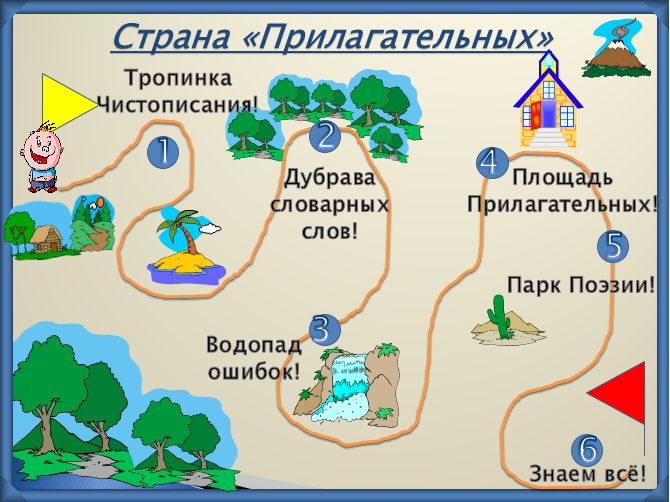 Страна «Прилагательных»
Тропинка
Чистописания!
1
2
Дубрава
словарных
слов!
3
Водопад
ошибок!
4
Площадь
Прилагательных!
5
Парк Поэзии!
6
Знаем всё!